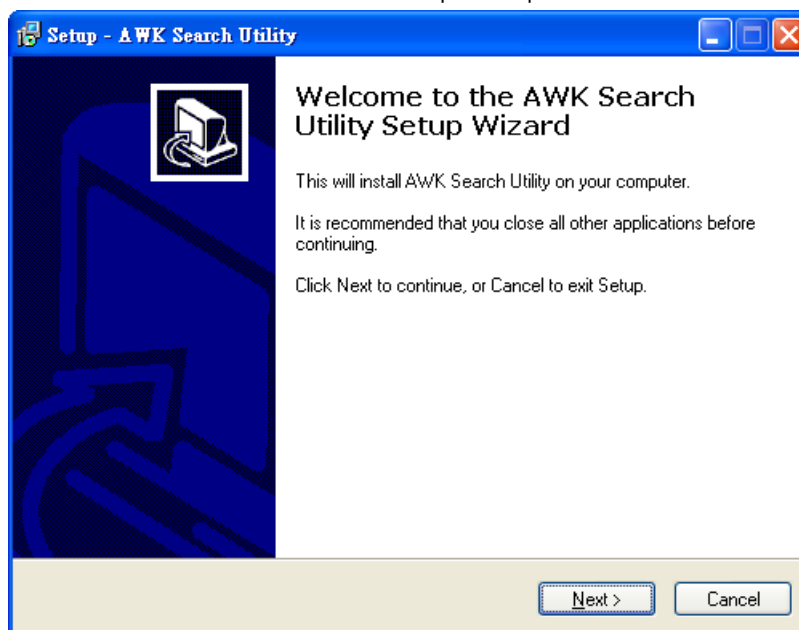 Setup - AWK Search Utility
Welcome to the AWK Search
Utility Setup Wizard
This will install AWK Search Utility on your computer.
It is recommended that you close all other applications before
continuing.
Click Next to continue, or Cancel to exit Setup.
Next >
Cancel